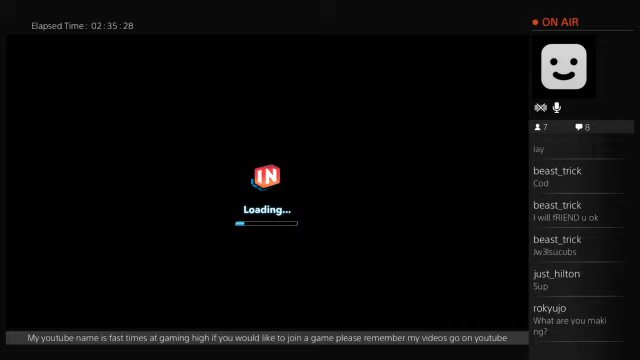 Elapsed Time : 02 : 35 : 28
ON AIR
7
8
IN
Loading...
beast_trick
Cod
beast_trick
I will fRIEND u ok
beast_trick
Jw3lsucubs
just_hilton
Sup
rokyujo
What are you maki
ng?
My youtube name is fast times at gaming high if you would like to join a game please remember my videos go on youtube